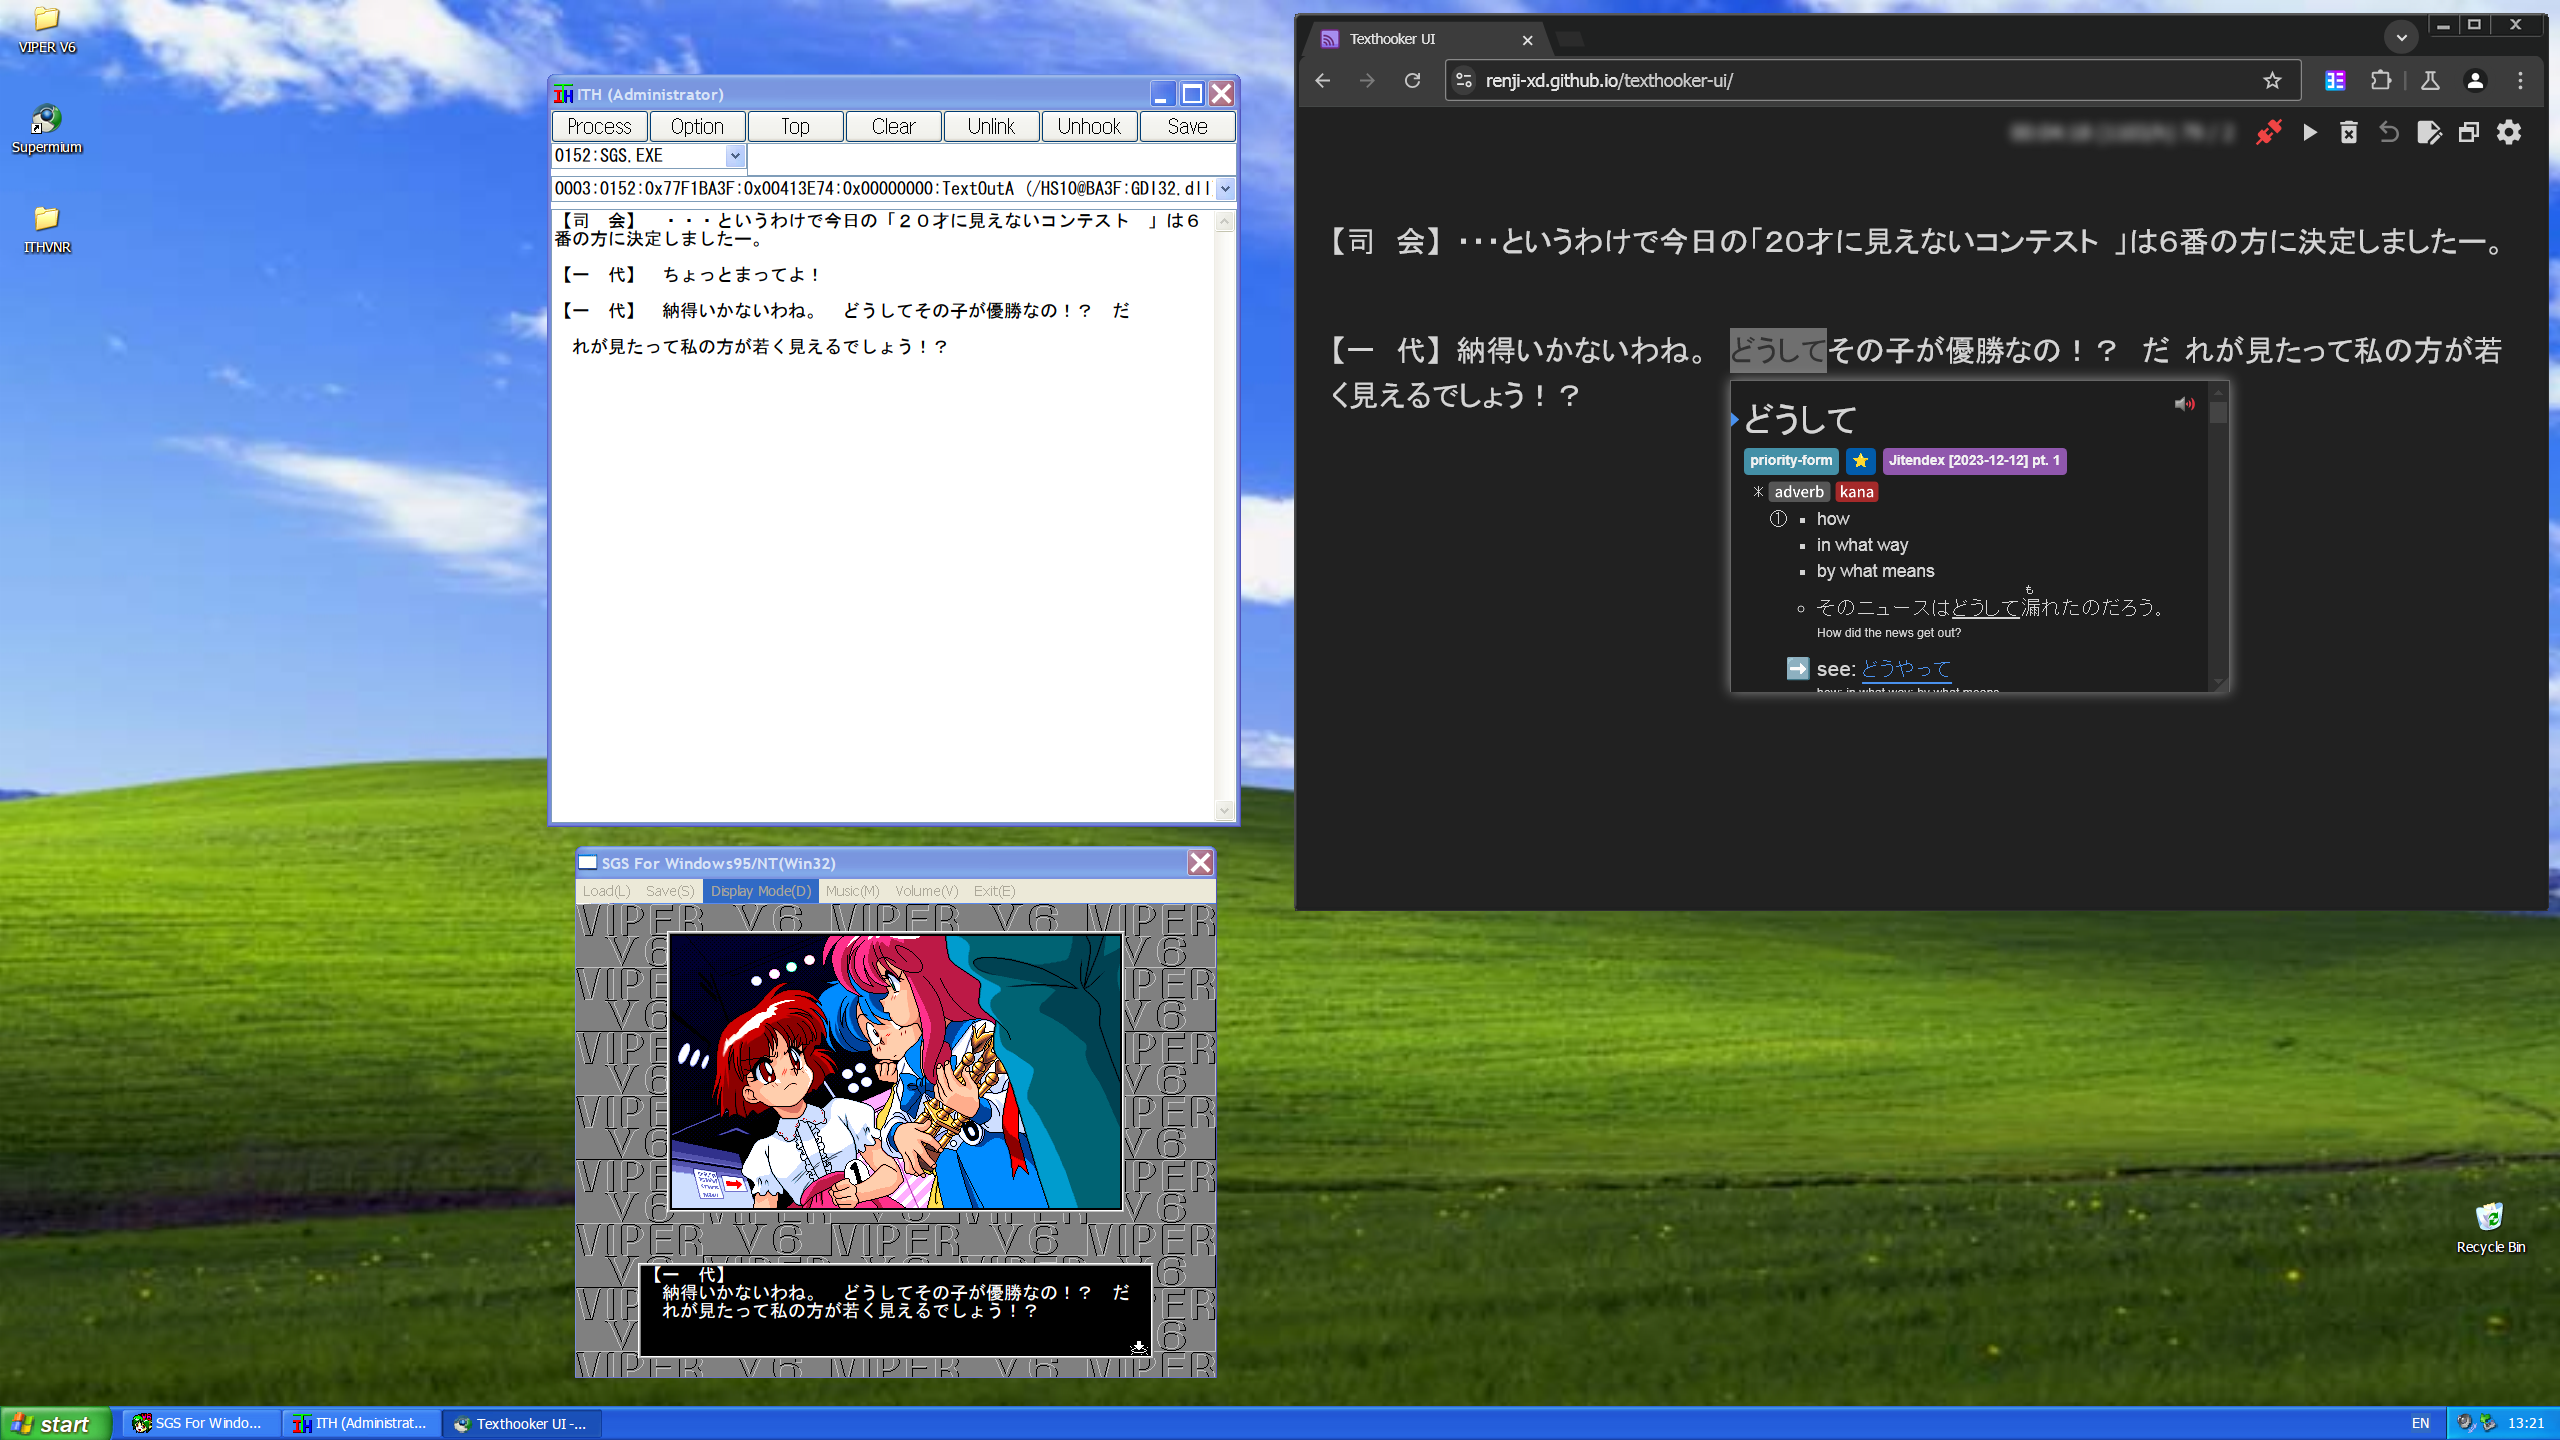 VIPER V6
Supermium
ITHVNR
ITH (Administrator)
Process Option Top Clear Unlink Unhook Save
0152:SGS.EXE
0003:0152:0x77F1BA3F:0x00413E74:0x00000000:TextOutA (/HS10@BA3F:GDI32.dll
【司　会】　・・・というわけで今日の「２０才に見えないコンテスト　」は６
番の方に決定しましたー。
【一　代】　ちょっとまってよ！
【一　代】　納得いかないわね。　どうしてその子が優勝なの！？　だ
れが見たって私の方が若く見えるでしょう！？
SGS For Windows95/NT(Win32)
Load(L) Save(S) Display Mode(D) Music(M) Volume(V) Exit(E)
VIPER V6 VIPER V6 VIPER
1
0
【一　代】
納得いかないわね。　どうしてその子が優勝なの！？　だ
れが見たって私の方が若く見えるでしょう！？
Texthooker UI
renji-xd.github.io/texthooker-ui/
【司　会】・・・というわけで今日の「２０才に見えないコンテスト　」は６番の方に決定しましたー。
【一　代】納得いかないわね。　どうしてその子が優勝なの！？　だ れが見たって私の方が若
く見えるでしょう！？
どうして
priority-form ⭐ Jitendex [2023-12-12] pt. 1
＊ adverb kana
① ▪ how
▪ in what way
▪ by what means
も
そのニュースはどうして漏れたのだろう。
How did the news get out?
➡ see: どうやって
how; in what way; by what means
Recycle Bin
start
SGS For Windo...
ITH (Administrat...
Texthooker UI -...
EN
13:21